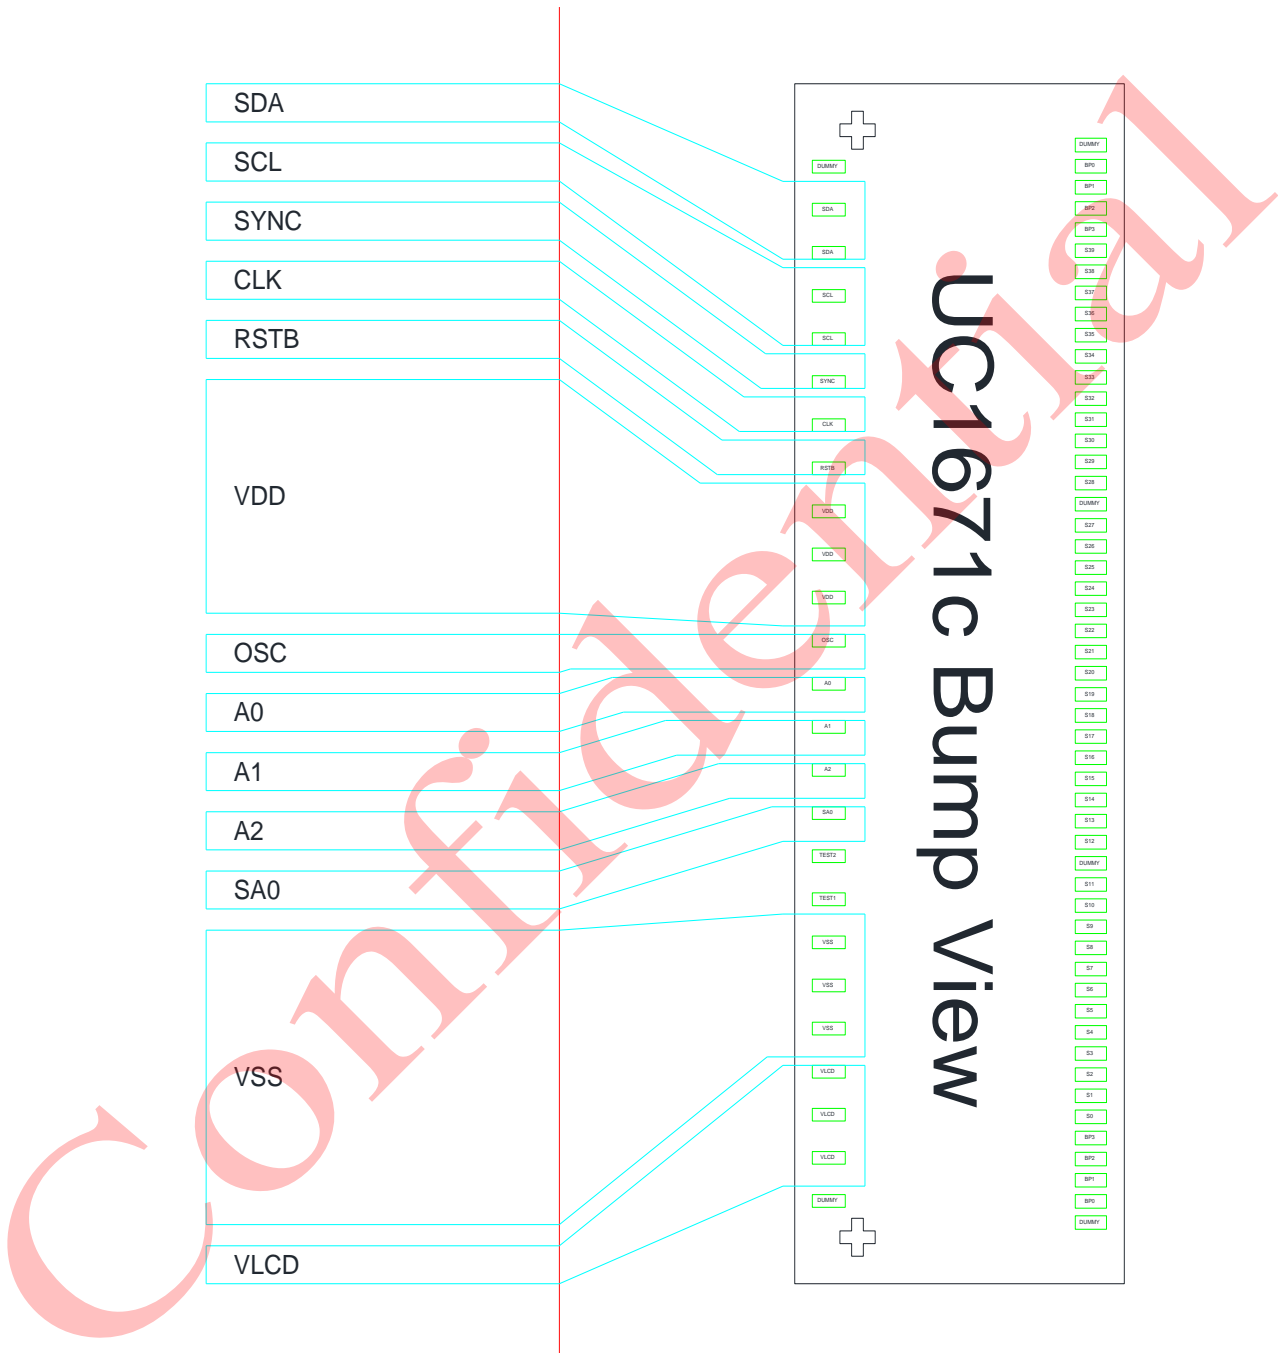 SDA
SCL
SYNC
CLK
RSTB
VDD
OSC
A0
A1
A2
SA0
VSS
VLCD
DUMMY
SDA
SDA
SCL
SCL
SYNC
CLK
RSTB
VDD
VDD
VDD
OSC
A0
A1
A2
SA0
TEST2
TEST1
VSS
VSS
VSS
VLCD
VLCD
VLCD
DUMMY
UC1671c Bump View
DUMMY
BP0
BP1
BP2
BP3
S39
S38
S37
S36
S35
S34
S33
S32
S31
S30
S29
S28
DUMMY
S27
S26
S25
S24
S23
S22
S21
S20
S19
S18
S17
S16
S15
S14
S13
S12
DUMMY
S11
S10
S9
S8
S7
S6
S5
S4
S3
S2
S1
S0
BP3
BP2
BP1
BP0
DUMMY
Confidential